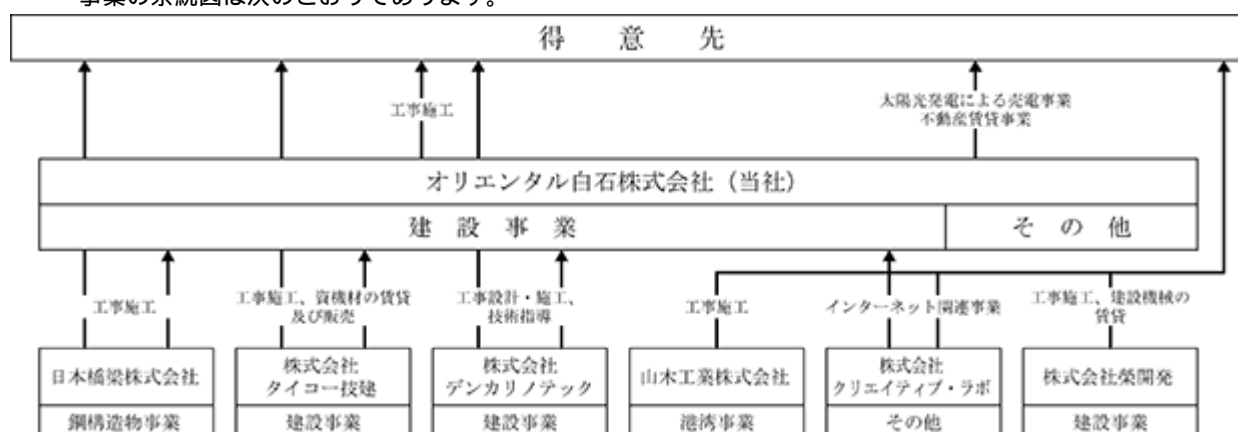 事業の系統図は次のとおりであります。
得意先
工事施工
太陽光発電による売電事業
不動産賃貸事業
オリエンタル白石株式会社（当社）
建設事業
その他
工事施工
工事施工、資機材の賃貸
及び販売
工事設計・施工、
技術指導
工事施工
インターネット関連事業
工事施工、建設機械の
賃貸
日本橋梁株式会社
株式会社
タイコー技建
株式会社
デンカリノテック
山木工業株式会社
株式会社
クリエイティブ・ラボ
株式会社榮開発
鋼構造物事業
建設事業
建設事業
港湾事業
その他
建設事業